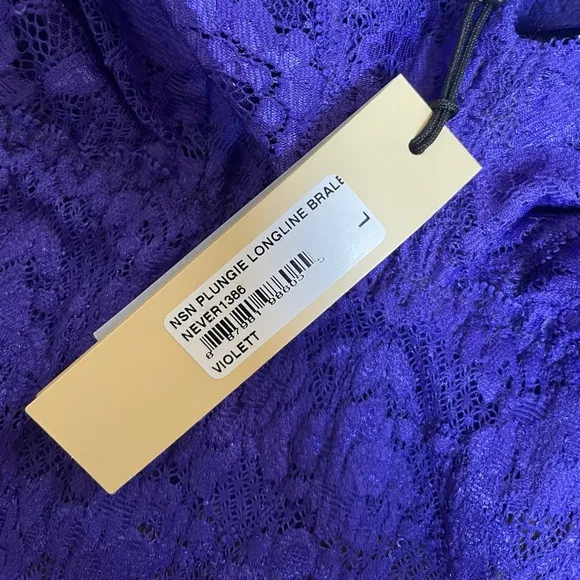 NSN PLUNGIE LONGLINE BRALE
L
NEVER1386
VIOLETT